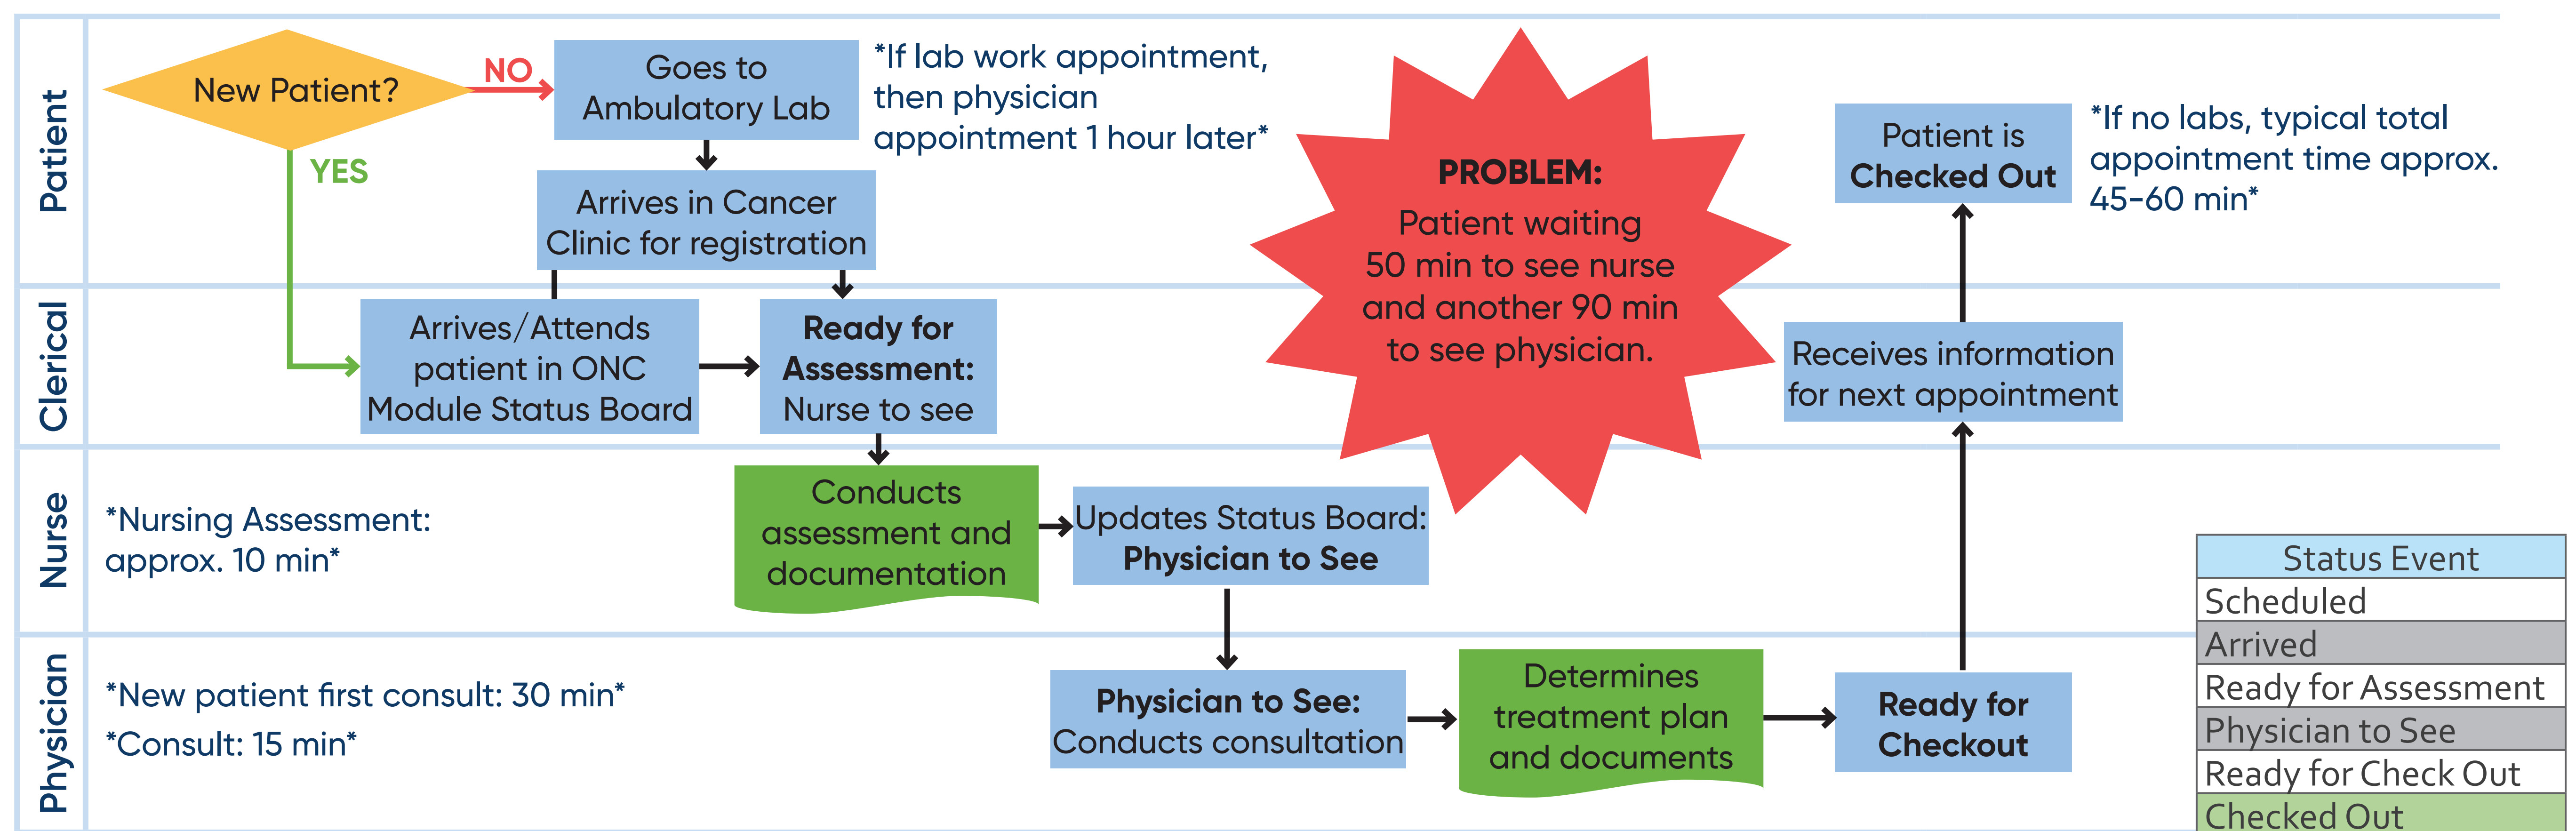 Patient
New Patient?
NO
YES
Goes to
Ambulatory Lab
*If lab work appointment,
then physician
appointment 1 hour later*
Arrives in Cancer
Clinic for registration
PROBLEM:
Patient waiting
50 min to see nurse
and another 90 min
to see physician.
Patient is
Checked Out
*If no labs, typical total
appointment time approx.
45-60 min*
Clerical
Arrives/Attends
patient in ONC
Module Status Board
Ready for
Assessment:
Nurse to see
Receives information
for next appointment
Nurse
*Nursing Assessment:
approx. 10 min*
Conducts
assessment and
documentation
Updates Status Board:
Physician to See
Physician
*New patient first consult: 30 min*
*Consult: 15 min*
Physician to See:
Conducts consultation
Determines
treatment plan
and documents
Ready for
Checkout
Status Event
Scheduled
Arrived
Ready for Assessment
Physician to See
Ready for Check Out
Checked Out